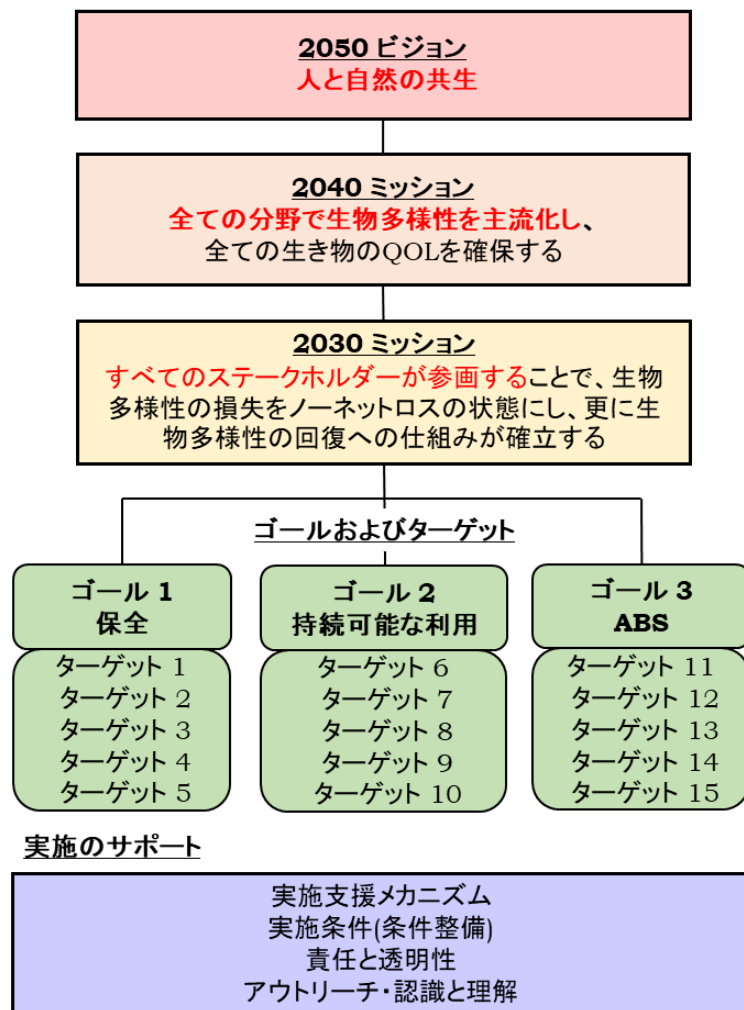 2050 ビジョン
人と自然の共生
2040 ミッション
全ての分野で生物多様性を主流化し、
全ての生き物のQOLを確保する
2030 ミッション
すべてのステークホルダーが参画することで、生物
多様性の損失をノーネットロスの状態にし、更に生
物多様性の回復への仕組みが確立する
ゴールおよびターゲット
ゴール 1
保全
ターゲット 1
ターゲット 2
ターゲット 3
ターゲット 4
ターゲット 5
ゴール 2
持続可能な利用
ターゲット 6
ターゲット 7
ターゲット 8
ターゲット 9
ターゲット 10
ゴール 3
ABS
ターゲット 11
ターゲット 12
ターゲット 13
ターゲット 14
ターゲット 15
実施のサポート
実施支援メカニズム
実施条件(条件整備)
責任と透明性
アウトリーチ・認識と理解